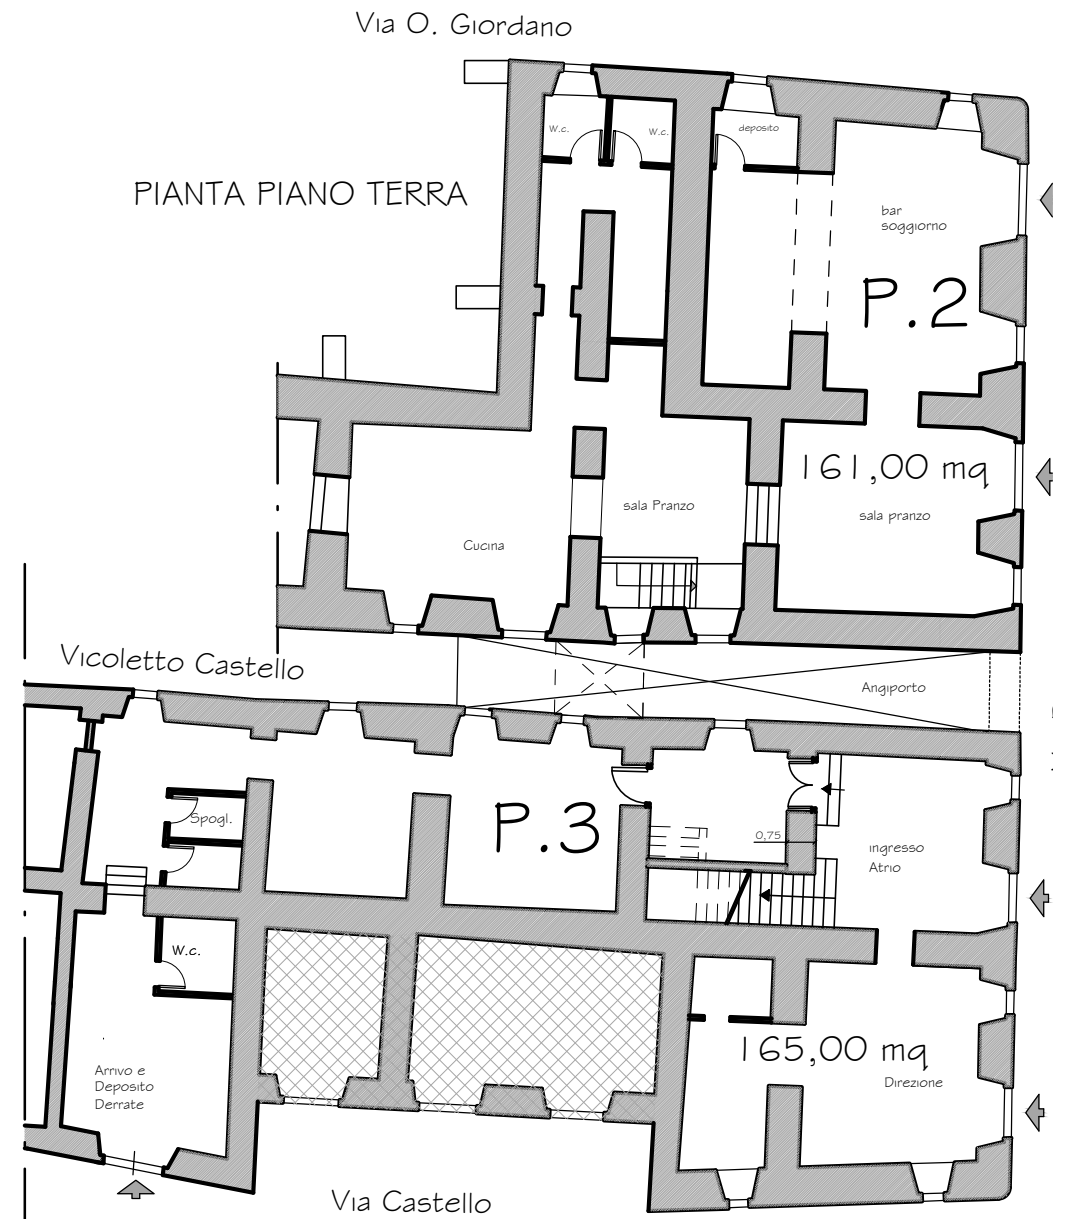 Via O. Giordano
W.c.
W.c.
deposito
PIANTA PIANO TERRA
bar
soggiorno
P.2
161,00 mq
sala Pranzo
sala pranzo
Cucina
Vicoletto Castello
Angiporto
P.3
Spogl.
0,75
ingresso
Atrio
W.c.
165,00 mq
Arrivo e
Deposito
Derrate
Direzione
Via Castello